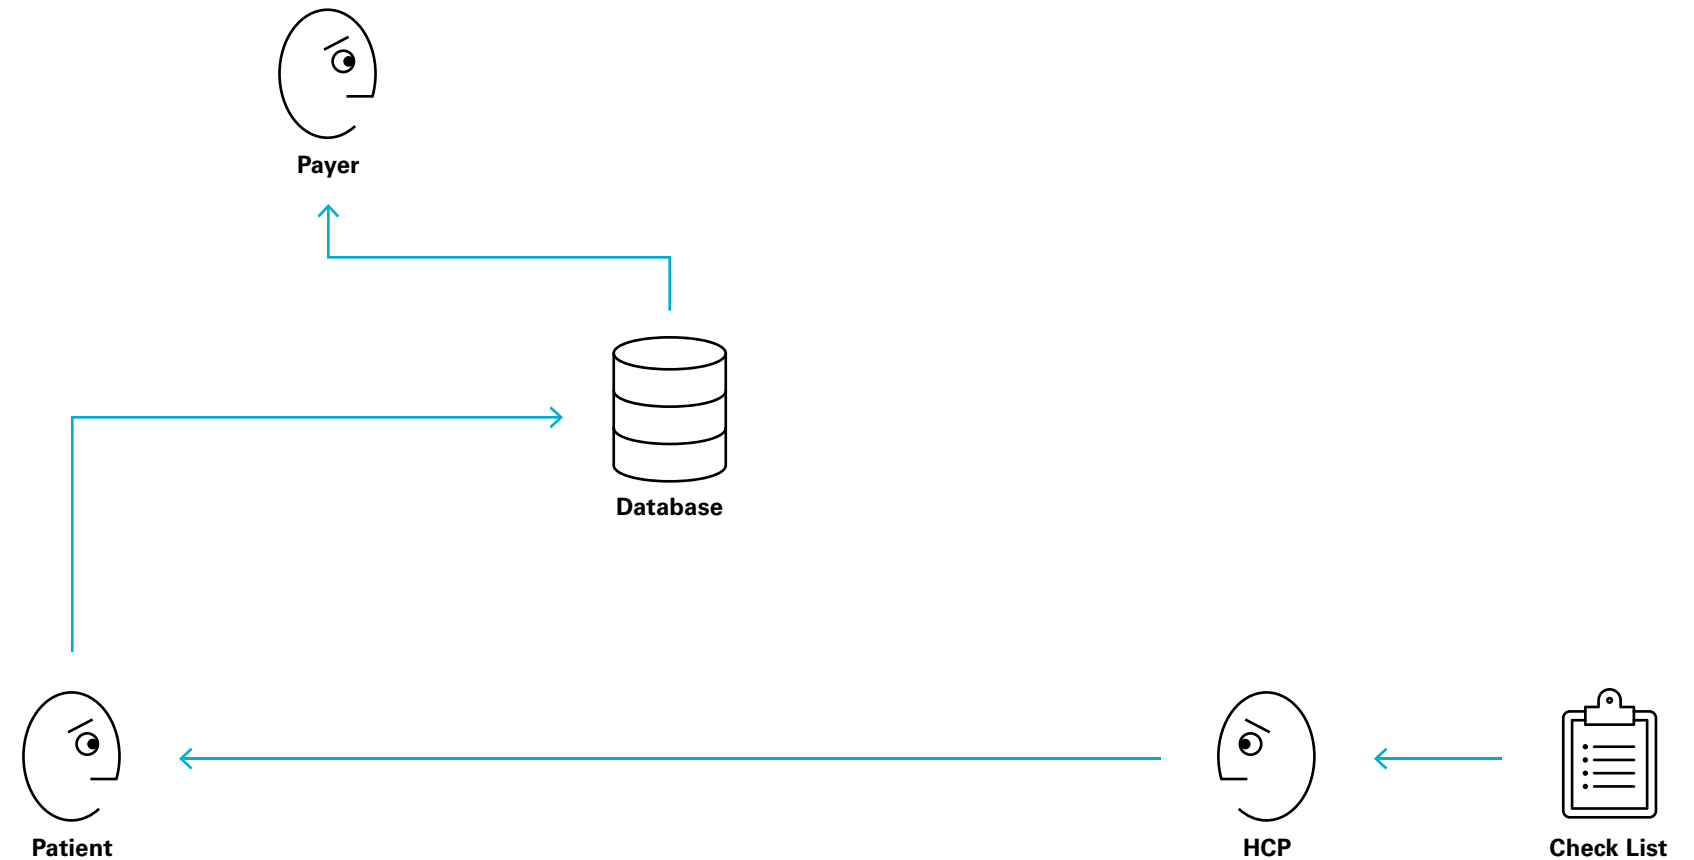 Payer
Database
Patient
HCP
Check List